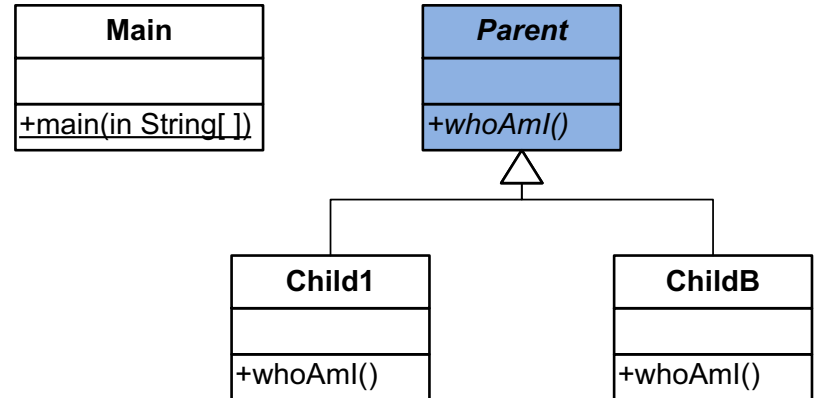 Main
+main(in String[ ])
Parent
+whoAmI()
Child1
+whoAmI()
ChildB
+whoAmI()